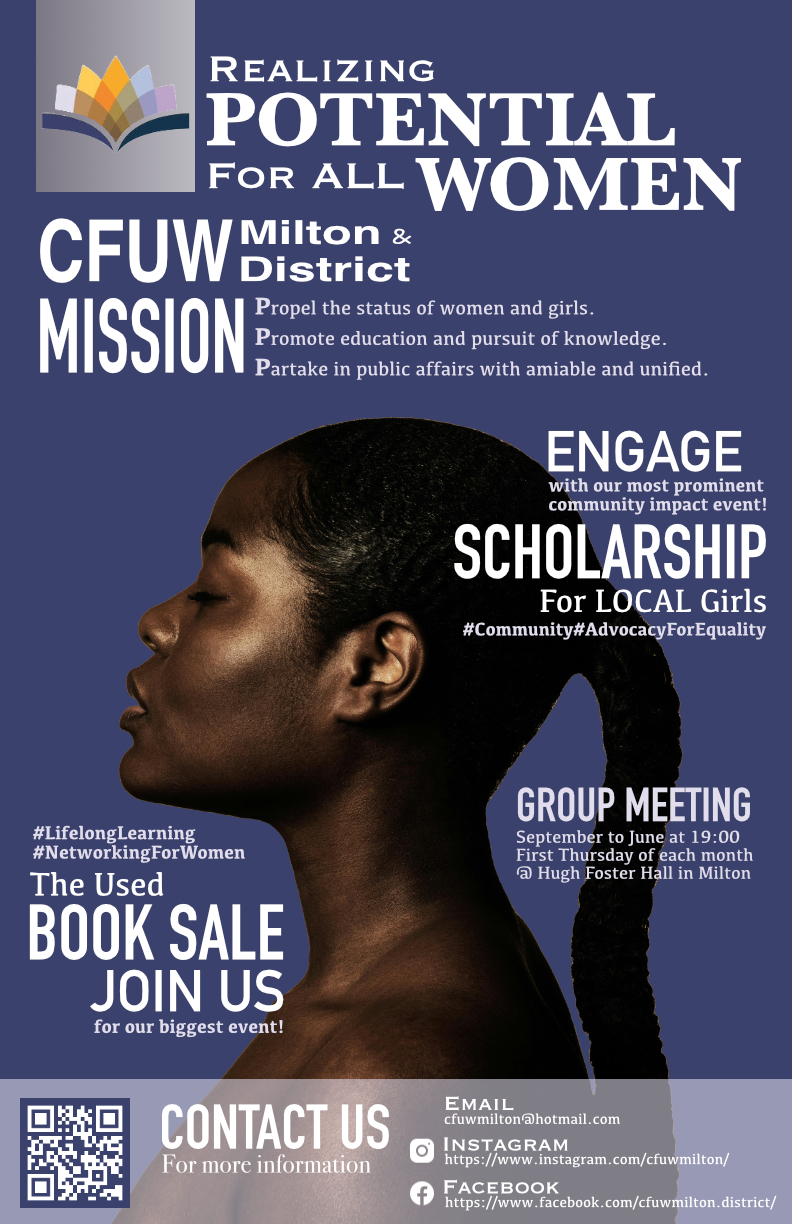 REALIZING
POTENTIAL
FOR ALL WOMEN
CFUW Milton &
District
MISSION
Propel the status of women and girls.
Promote education and pursuit of knowledge.
Partake in public affairs with amiable and unified.
ENGAGE
with our most prominent
community impact event!
SCHOLARSHIP
For LOCAL Girls
#Community#AdvocacyForEquality
GROUP MEETING
September to June at 19:00
First Thursday of each month
@ Hugh Foster Hall in Milton
#LifelongLearning
#NetworkingForWomen
The Used
BOOK SALE
JOIN US
for our biggest event!
CONTACT US
For more information
EMAIL
cfuwmilton@hotmail.com
INSTAGRAM
https://www.instagram.com/cfuwmilton/
FACEBOOK
https://www.facebook.com/cfuwmilton.district/